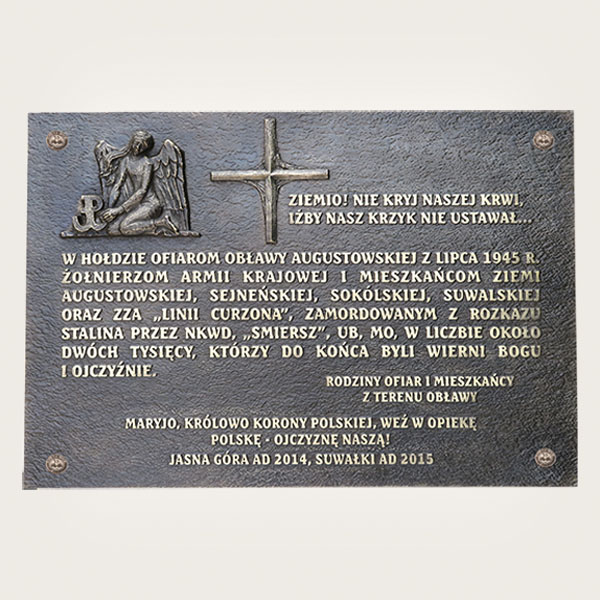 ZIEMIO! NIE KRYJ NASZEJ KRWI,
IŻBY NASZ KRZYK NIE USTAWAŁ...
W HOŁDZIE OFIAROM OBŁAWY AUGUSTOWSKIEJ Z LIPCA 1945 R.
ŻOŁNIERZOM ARMII KRAJOWEJ I MIESZKAŃCOM ZIEMI
AUGUSTOWSKIEJ, SEJNEŃSKIEJ, SOKÓLSKIEJ, SUWALSKIEJ
ORAZ ZZA „LINII CURZONA”, ZAMORDOWANYM Z ROZKAZU
STALINA PRZEZ NKWD, „SMIERSZ”, UB, MO, W LICZBIE OKOŁO
DWÓCH TYSIĘCY, KTÓRZY DO KOŃCA BYLI WIERNI BOGU
I OJCZYŹNIE.
RODZINY OFIAR I MIESZKAŃCY
Z TERENU OBŁAWY
MARYJO, KRÓLOWO KORONY POLSKIEJ, WEŹ W OPIEKĘ
POLSKĘ - OJCZYZNĘ NASZĄ!
JASNA GÓRA AD 2014, SUWAŁKI AD 2015